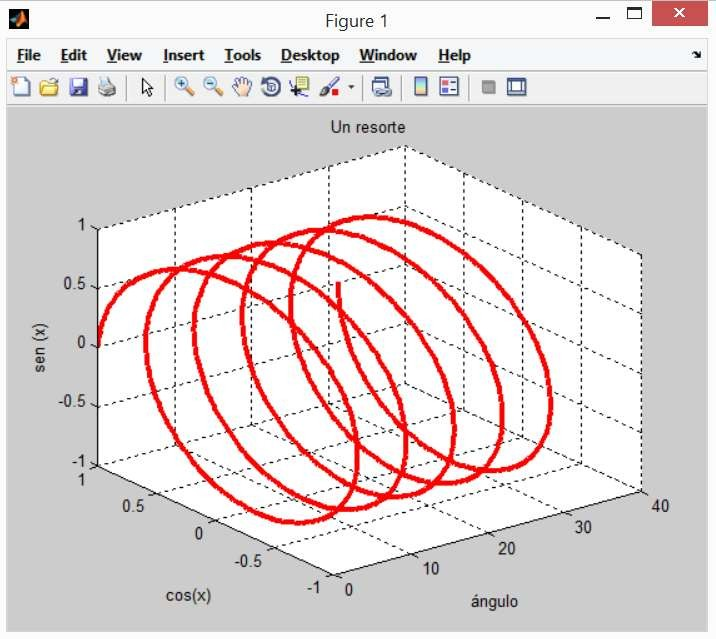 Figure 1
File Edit View Insert Tools Desktop Window Help
Un resorte
1
0.5
0
-0.5
-1
sen (x)
1
0.5
0
-0.5
-1
cos(x)
0
10
20
30
40
ángulo